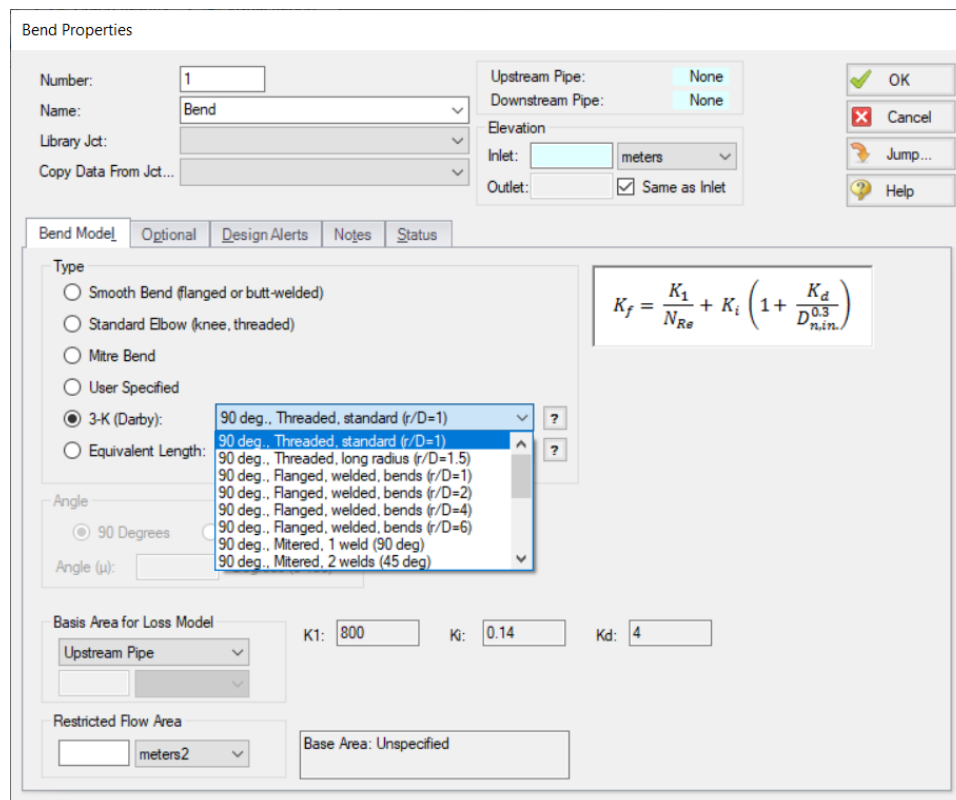 Bend Properties
Number: 1
Name: Bend
Library Jct:
Copy Data From Jct...
Upstream Pipe: None
Downstream Pipe: None
Elevation
Inlet: meters
Outlet: Same as Inlet
OK
Cancel
Jump...
Help
Bend Model Optional Design Alerts Notes Status
Type
Smooth Bend (flanged or butt-welded)
Standard Elbow (knee, threaded)
Mitre Bend
User Specified
3-K (Darby): 90 deg., Threaded, standard (r/D=1) ?
Equivalent Length: ?
90 deg., Threaded, standard (r/D=1)
90 deg., Threaded, long radius (r/D=1.5)
90 deg., Flanged, welded, bends (r/D=1)
90 deg., Flanged, welded, bends (r/D=2)
90 deg., Flanged, welded, bends (r/D=4)
90 deg., Flanged, welded, bends (r/D=6)
90 deg., Mitered, 1 weld (90 deg)
90 deg., Mitered, 2 welds (45 deg)
K_f = K_1/N_Re + K_i (1 + K_d/D_{n,in.}^{0.3})
Angle
90 Degrees
Angle (µ):
Basis Area for Loss Model
Upstream Pipe
K1: 800 Ki: 0.14 Kd: 4
Restricted Flow Area
meters2
Base Area: Unspecified